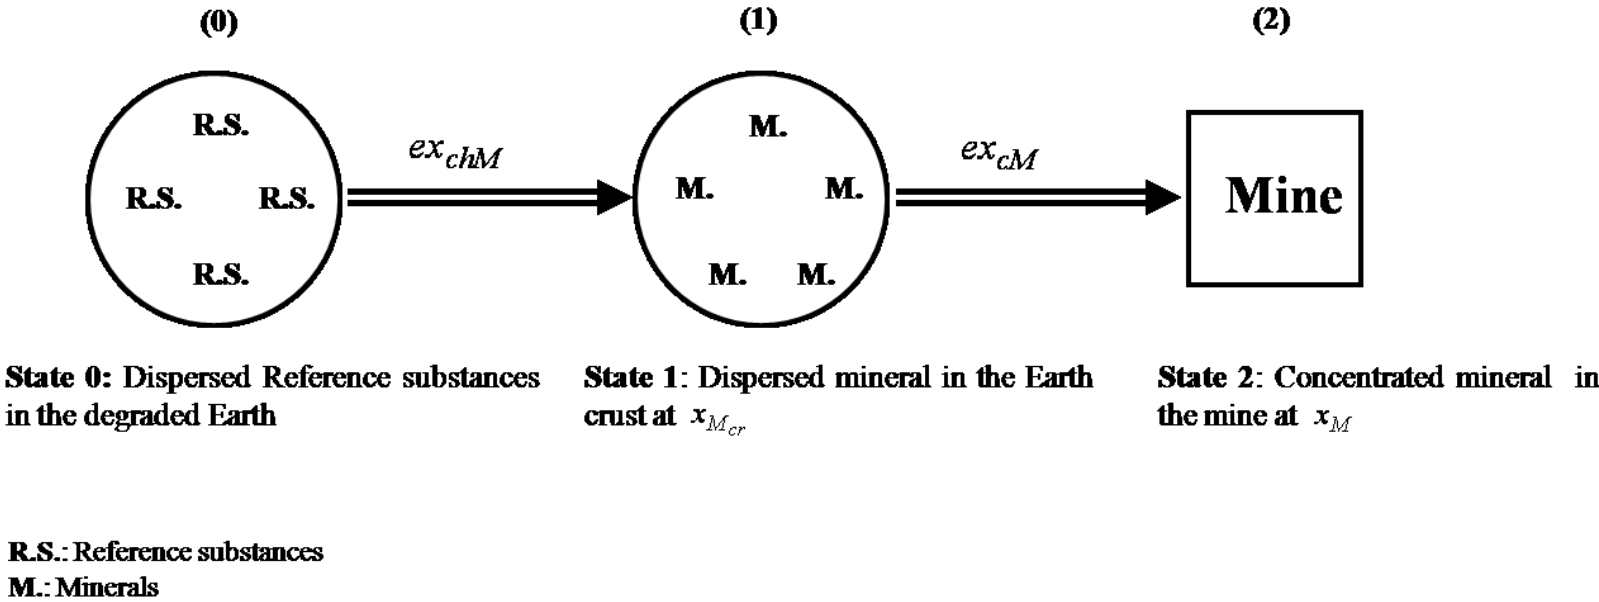 (0) (1) (2)
R.S. M.
ex_chM ex_cM
R.S. R.S. M. M. Mine
R.S. M. M.
State 0: Dispersed Reference substances
in the degraded Earth
State 1: Dispersed mineral in the Earth
crust at x_Mcr
State 2: Concentrated mineral in
the mine at x_M
R.S.: Reference substances
M.: Minerals